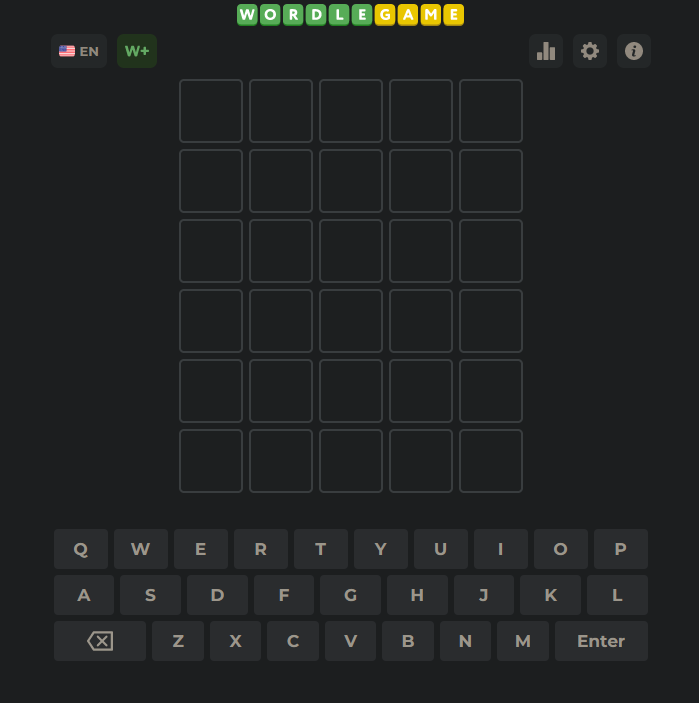 WORDLEGAME
EN W+ i
Q W E R T Y U I O P
A S D F G H J K L
Z X C V B N M Enter